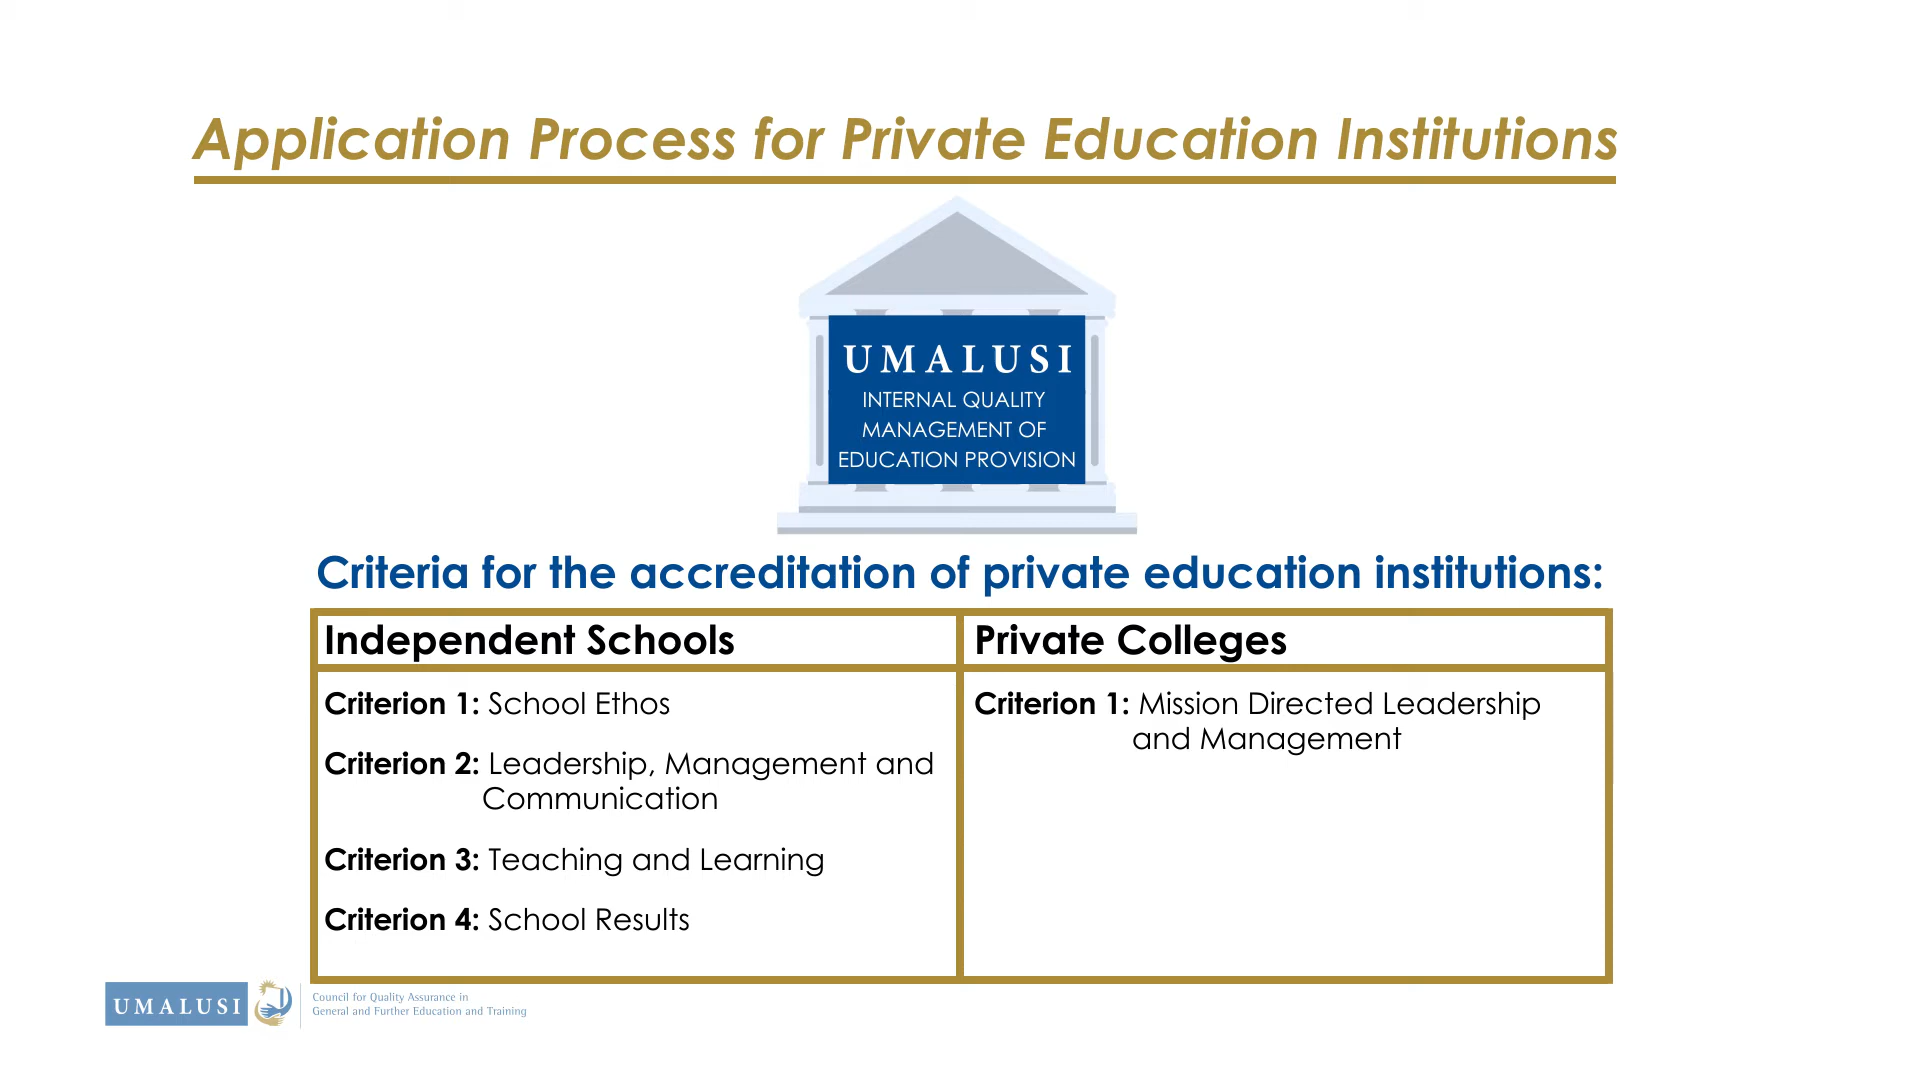 Application Process for Private Education Institutions
UMALUSI
INTERNAL QUALITY
MANAGEMENT OF
EDUCATION PROVISION
Criteria for the accreditation of private education institutions:
Independent Schools
Criterion 1: School Ethos
Criterion 2: Leadership, Management and
Communication
Criterion 3: Teaching and Learning
Criterion 4: School Results
Private Colleges
Criterion 1: Mission Directed Leadership
and Management
UMALUSI
Council for Quality Assurance in
General and Further Education and Training